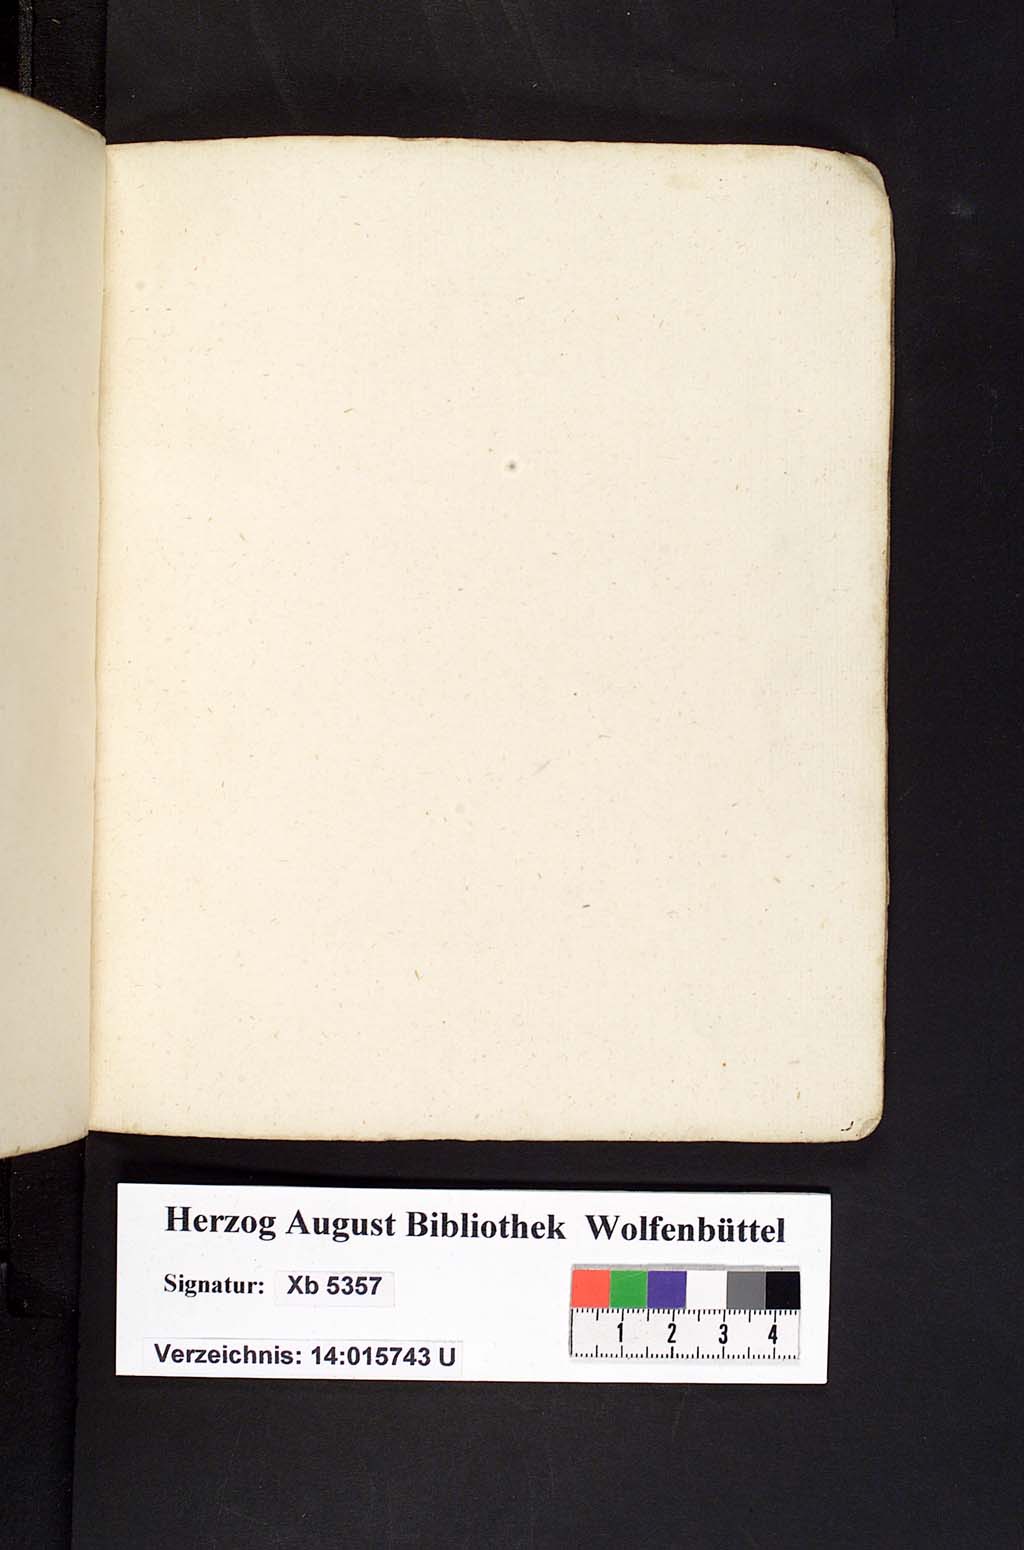 Herzog August Bibliothek Wolfenbüttel
Signatur: Xb 5357
Verzeichnis: 14:015743 U
1 2 3 4